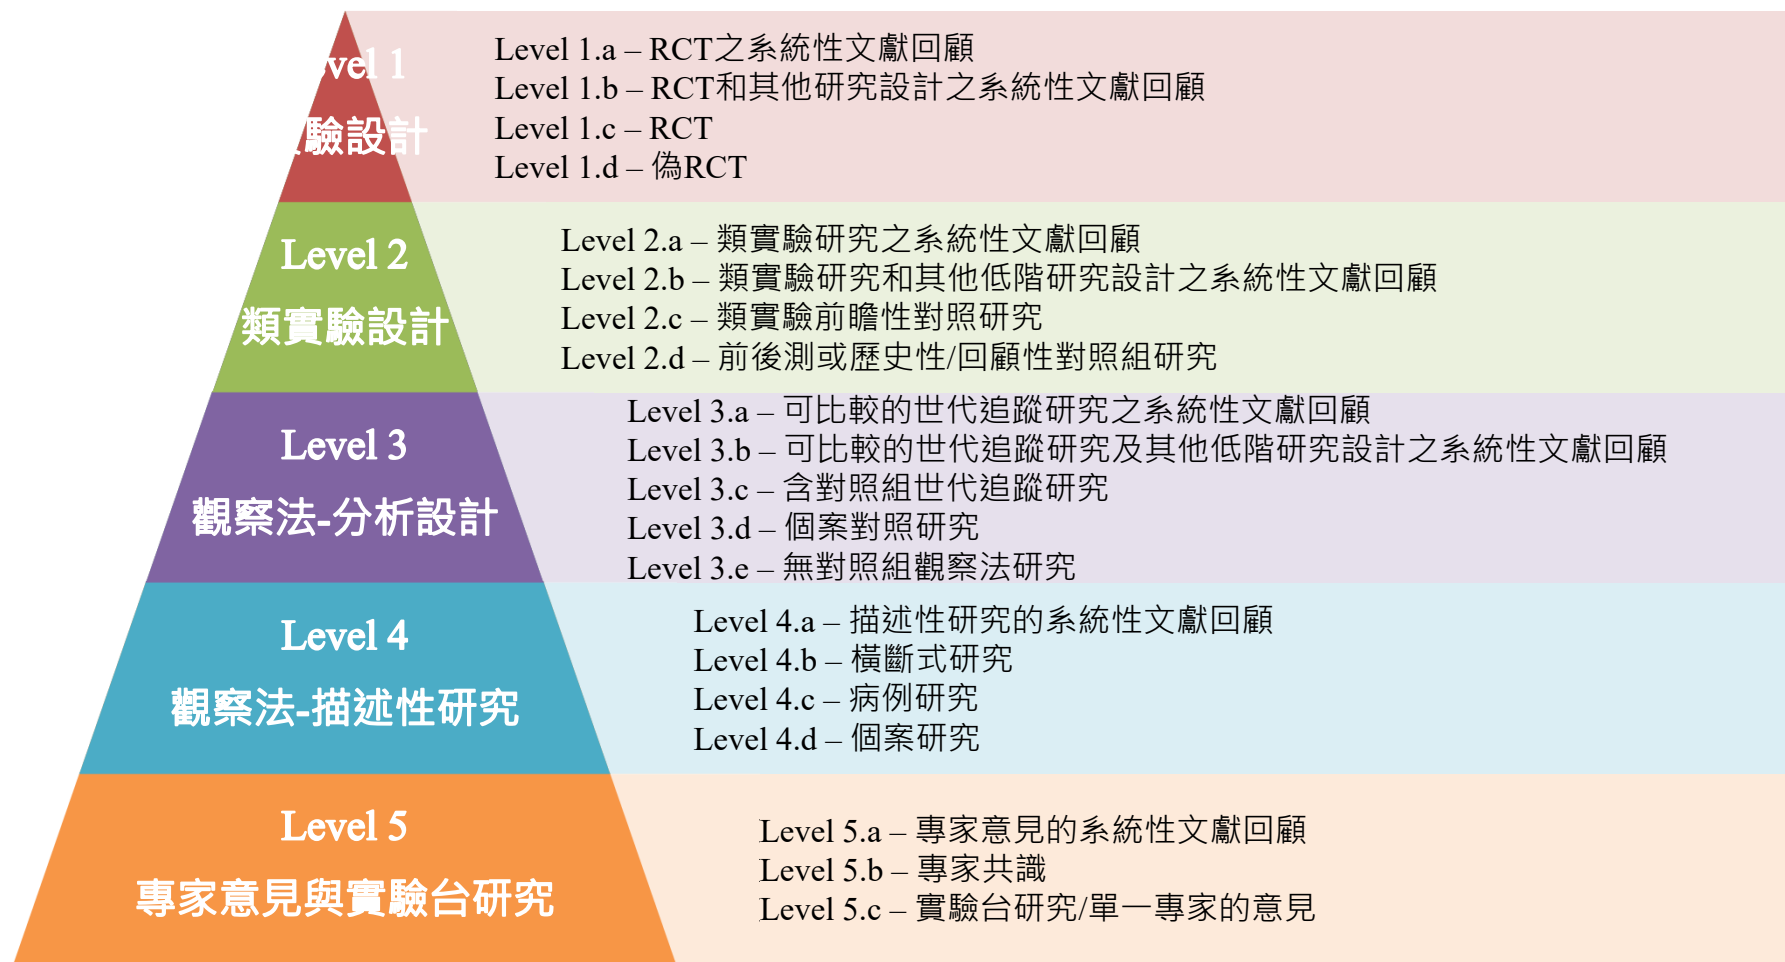 vel 1
驗設計
Level 1.a – RCT之系統性文獻回顧
Level 1.b – RCT和其他研究設計之系統性文獻回顧
Level 1.c – RCT
Level 1.d – 偽RCT
Level 2
類實驗設計
Level 2.a – 類實驗研究之系統性文獻回顧
Level 2.b – 類實驗研究和其他低階研究設計之系統性文獻回顧
Level 2.c – 類實驗前瞻性對照研究
Level 2.d – 前後測或歷史性/回顧性對照組研究
Level 3
觀察法-分析設計
Level 3.a – 可比較的世代追蹤研究之系統性文獻回顧
Level 3.b – 可比較的世代追蹤研究及其他低階研究設計之系統性文獻回顧
Level 3.c – 含對照組世代追蹤研究
Level 3.d – 個案對照研究
Level 3.e – 無對照組觀察法研究
Level 4
觀察法-描述性研究
Level 4.a – 描述性研究的系統性文獻回顧
Level 4.b – 橫斷式研究
Level 4.c – 病例研究
Level 4.d – 個案研究
Level 5
專家意見與實驗台研究
Level 5.a – 專家意見的系統性文獻回顧
Level 5.b – 專家共識
Level 5.c – 實驗台研究/單一專家的意見